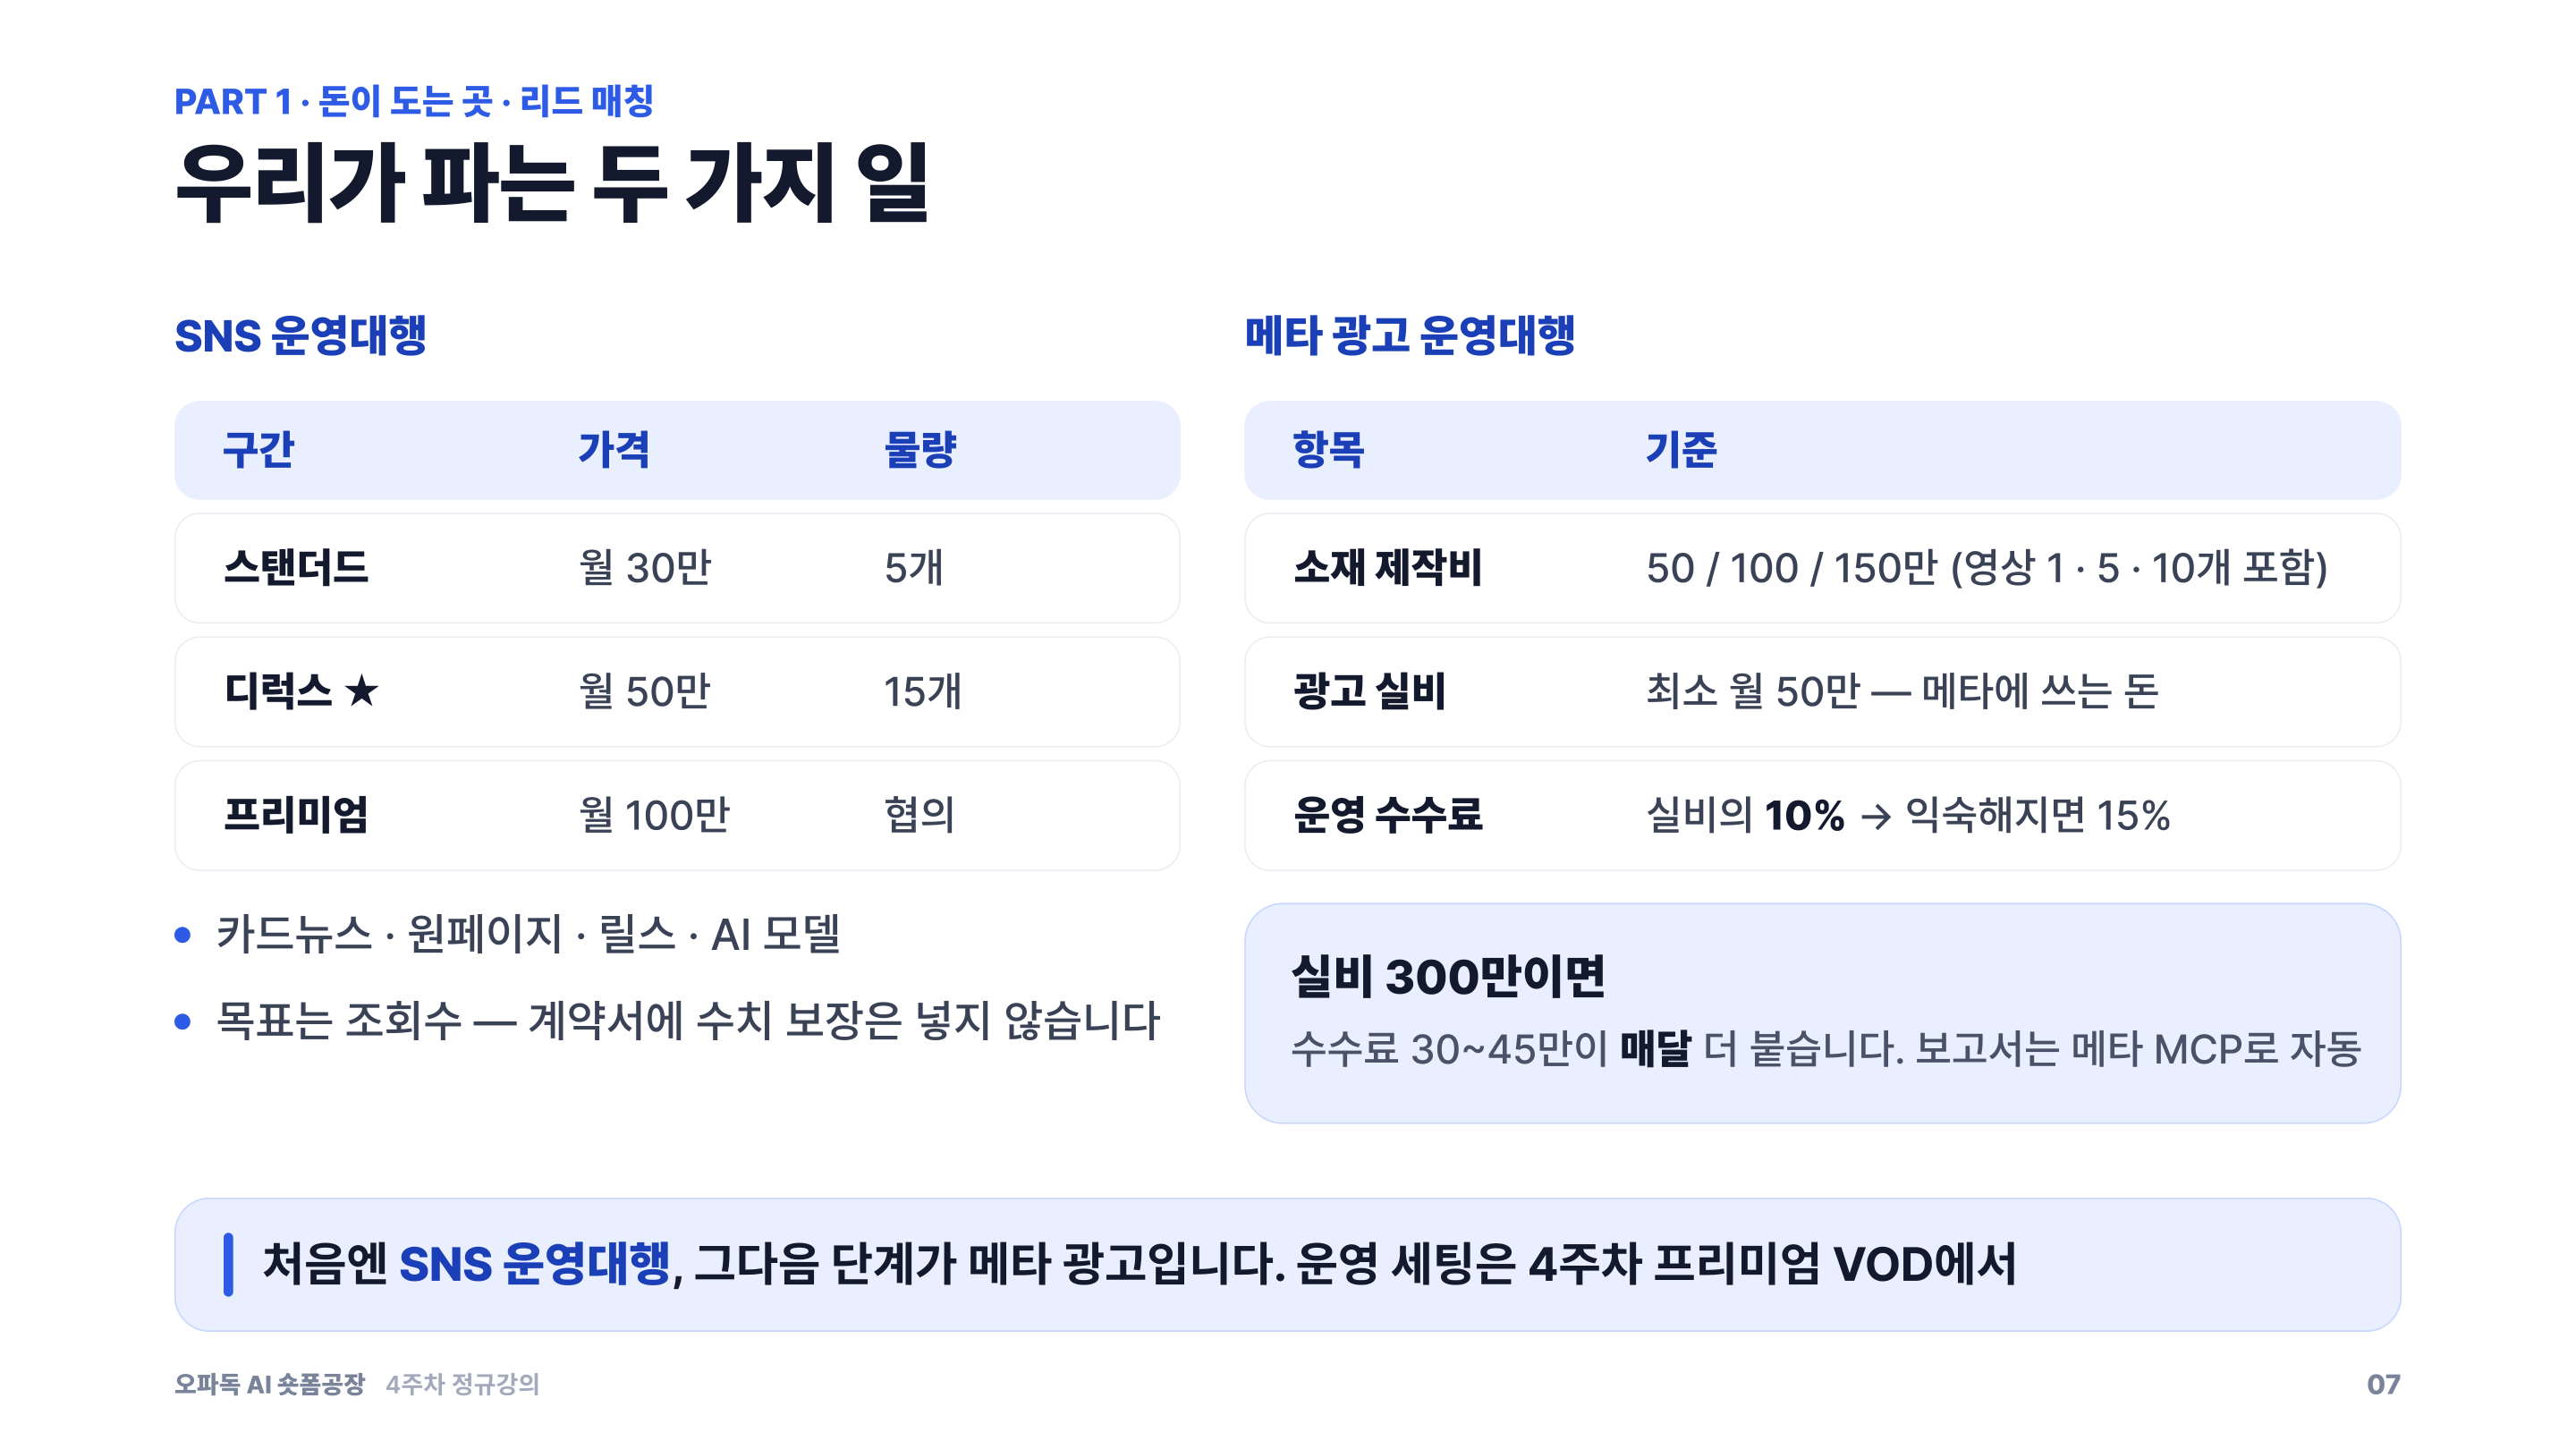 PART 1 · 돈이 도는 곳 · 리드 매칭
우리가 파는 두 가지 일
SNS 운영대행
구간 가격 물량
스탠더드 월 30만 5개
디럭스 ★ 월 50만 15개
프리미엄 월 100만 협의
카드뉴스 · 원페이지 · 릴스 · AI 모델
목표는 조회수 — 계약서에 수치 보장은 넣지 않습니다
메타 광고 운영대행
항목 기준
소재 제작비 50 / 100 / 150만 (영상 1 · 5 · 10개 포함)
광고 실비 최소 월 50만 — 메타에 쓰는 돈
운영 수수료 실비의 10% → 익숙해지면 15%
실비 300만이면
수수료 30~45만이 매달 더 붙습니다. 보고서는 메타 MCP로 자동
처음엔 SNS 운영대행, 그다음 단계가 메타 광고입니다. 운영 세팅은 4주차 프리미엄 VOD에서
오파독 AI 숏폼공장 4주차 정규강의
07